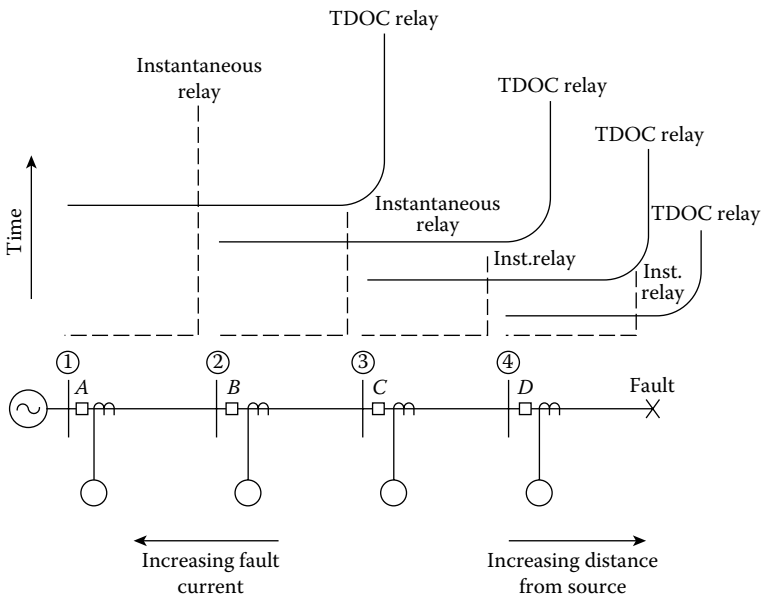 TDOC relay
Instantaneous
relay
TDOC relay
TDOC relay
Instantaneous
relay
TDOC relay
Inst.relay
Inst.
relay
Time
1
2
3
4
A
B
C
D
Fault
Increasing fault
current
Increasing distance
from source